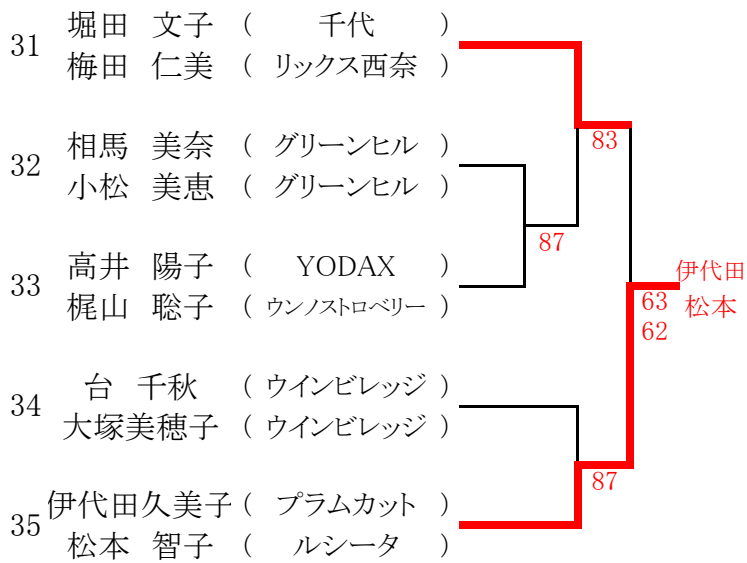 31
堀田 文子 ( 千代 )
梅田 仁美 ( リックス西奈 )
83
32
相馬 美奈 ( グリーンヒル )
小松 美恵 ( グリーンヒル )
87
33
高井 陽子 ( YODAX )
梶山 聡子 ( ウンノストロベリー )
伊代田
63 松本
62
34
台 千秋 ( ウインビレッジ )
大塚美穂子 ( ウインビレッジ )
87
35
伊代田久美子 ( プラムカット )
松本 智子 ( ルシータ )